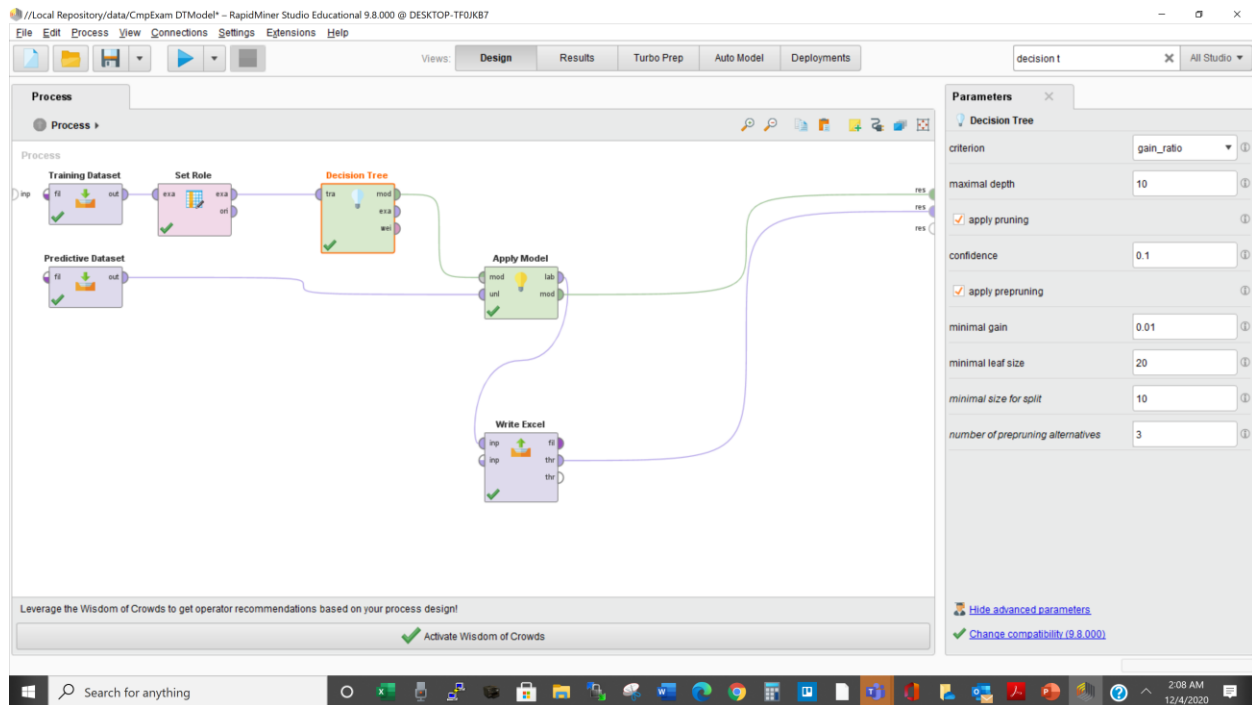 //Local Repository/data/CmpExam DTModel* – RapidMiner Studio Educational 9.8.000 @ DESKTOP-TF0JKB7
File Edit Process View Connections Settings Extensions Help
Views: Design Results Turbo Prep Auto Model Deployments
decision t
All Studio
Process
Process
Process
Training Dataset
inp fil out
Set Role
exa exa
ori
Decision Tree
tra mod
exa
wei
Predictive Dataset
fil out
Apply Model
mod lab
unl mod
Write Excel
inp fil
inp thr
thr
res
res
res
Leverage the Wisdom of Crowds to get operator recommendations based on your process design!
Activate Wisdom of Crowds
Parameters
Decision Tree
criterion gain_ratio
maximal depth 10
apply pruning
confidence 0.1
apply prepruning
minimal gain 0.01
minimal leaf size 20
minimal size for split 10
number of prepruning alternatives 3
Hide advanced parameters
Change compatibility (9.8.000)
Search for anything
2:08 AM
12/4/2020